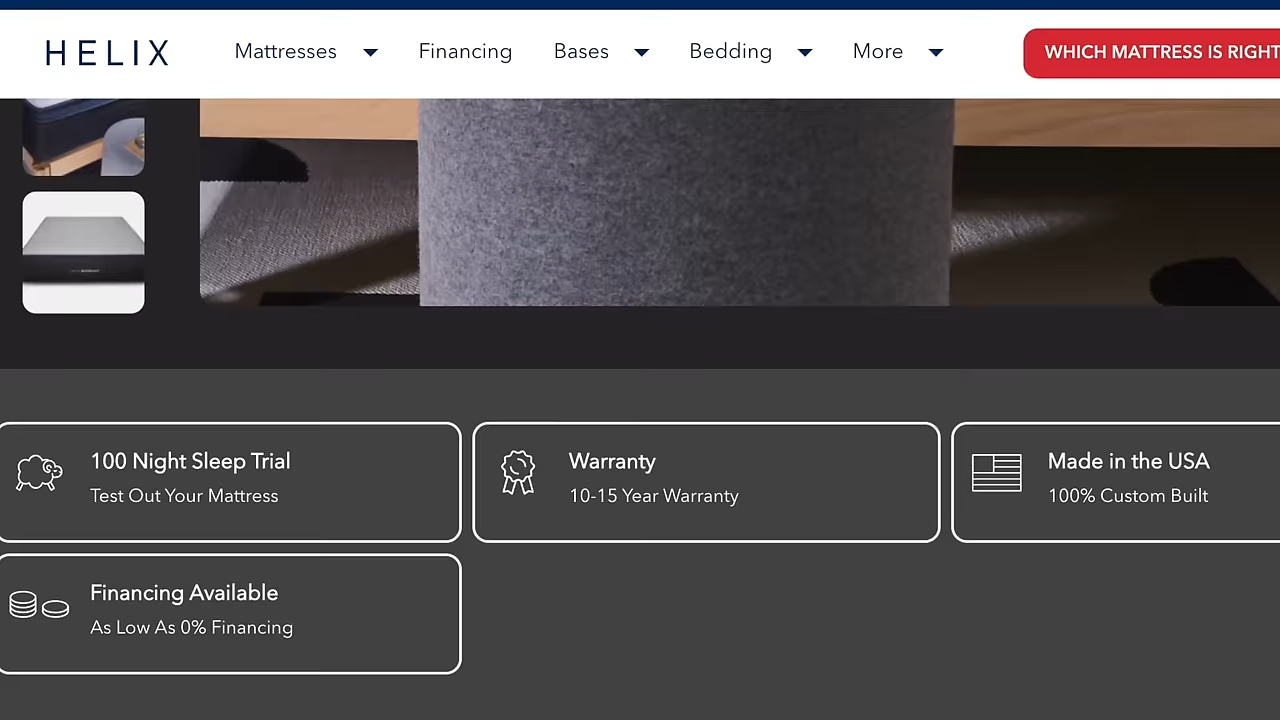 HELIX
Mattresses
Financing
Bases
Bedding
More
WHICH MATTRESS IS RIGHT
100 Night Sleep Trial
Test Out Your Mattress
Warranty
10-15 Year Warranty
Made in the USA
100% Custom Built
Financing Available
As Low As 0% Financing